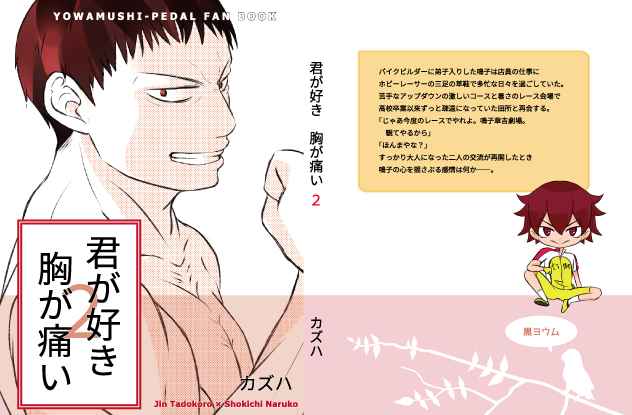 YOWAMUSHI-PEDAL FAN BOOK
君が好き
胸が痛い
2
カズハ
Jin Tadokoro × Shokichi Naruko
君が好き 胸が痛い 2
カズハ
バイクビルダーに弟子入りした鳴子は店員の仕事に
ホビーレーサーの三足の草鞋で多忙な日々を過ごしていた。
苦手なアップダウンの激しいコースと暑さのレース会場で
高校卒業以来ずっと疎遠になっていた田所と再会する。
「じゃあ今度のレースでやれよ。鳴子章吉劇場。
観てやるから」
「ほんまやな?」
すっかり大人になった二人の交流が再開したとき
鳴子の心を揺さぶる感情は何か――。
黒ヨウム